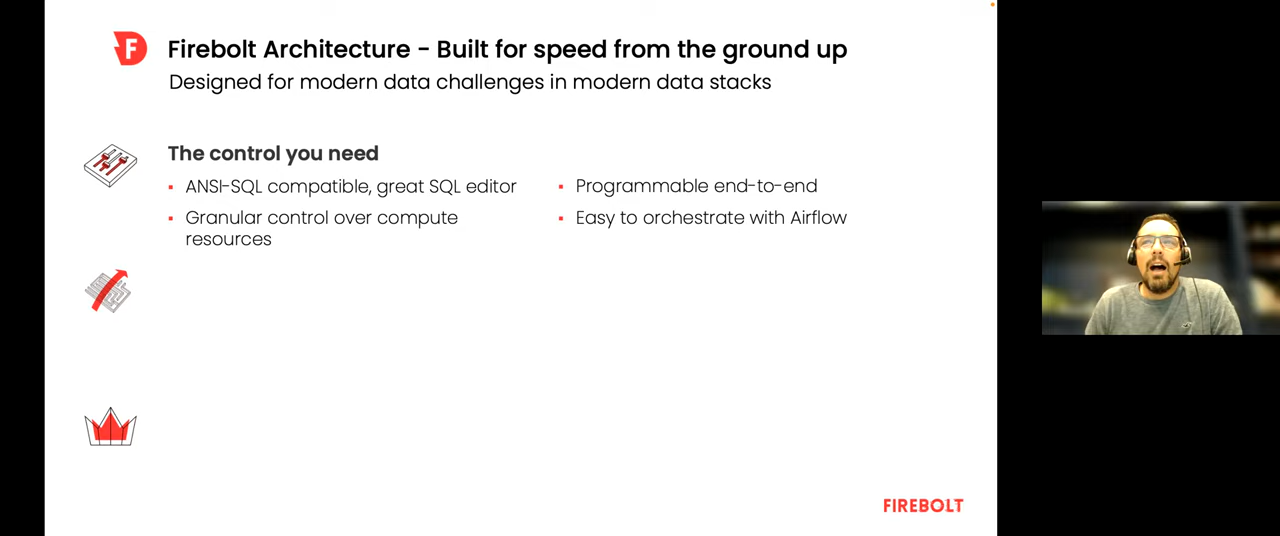 F
Firebolt Architecture - Built for speed from the ground up
Designed for modern data challenges in modern data stacks
The control you need
ANSI-SQL compatible, great SQL editor
Granular control over compute
resources
Programmable end-to-end
Easy to orchestrate with Airflow
FIREBOLT